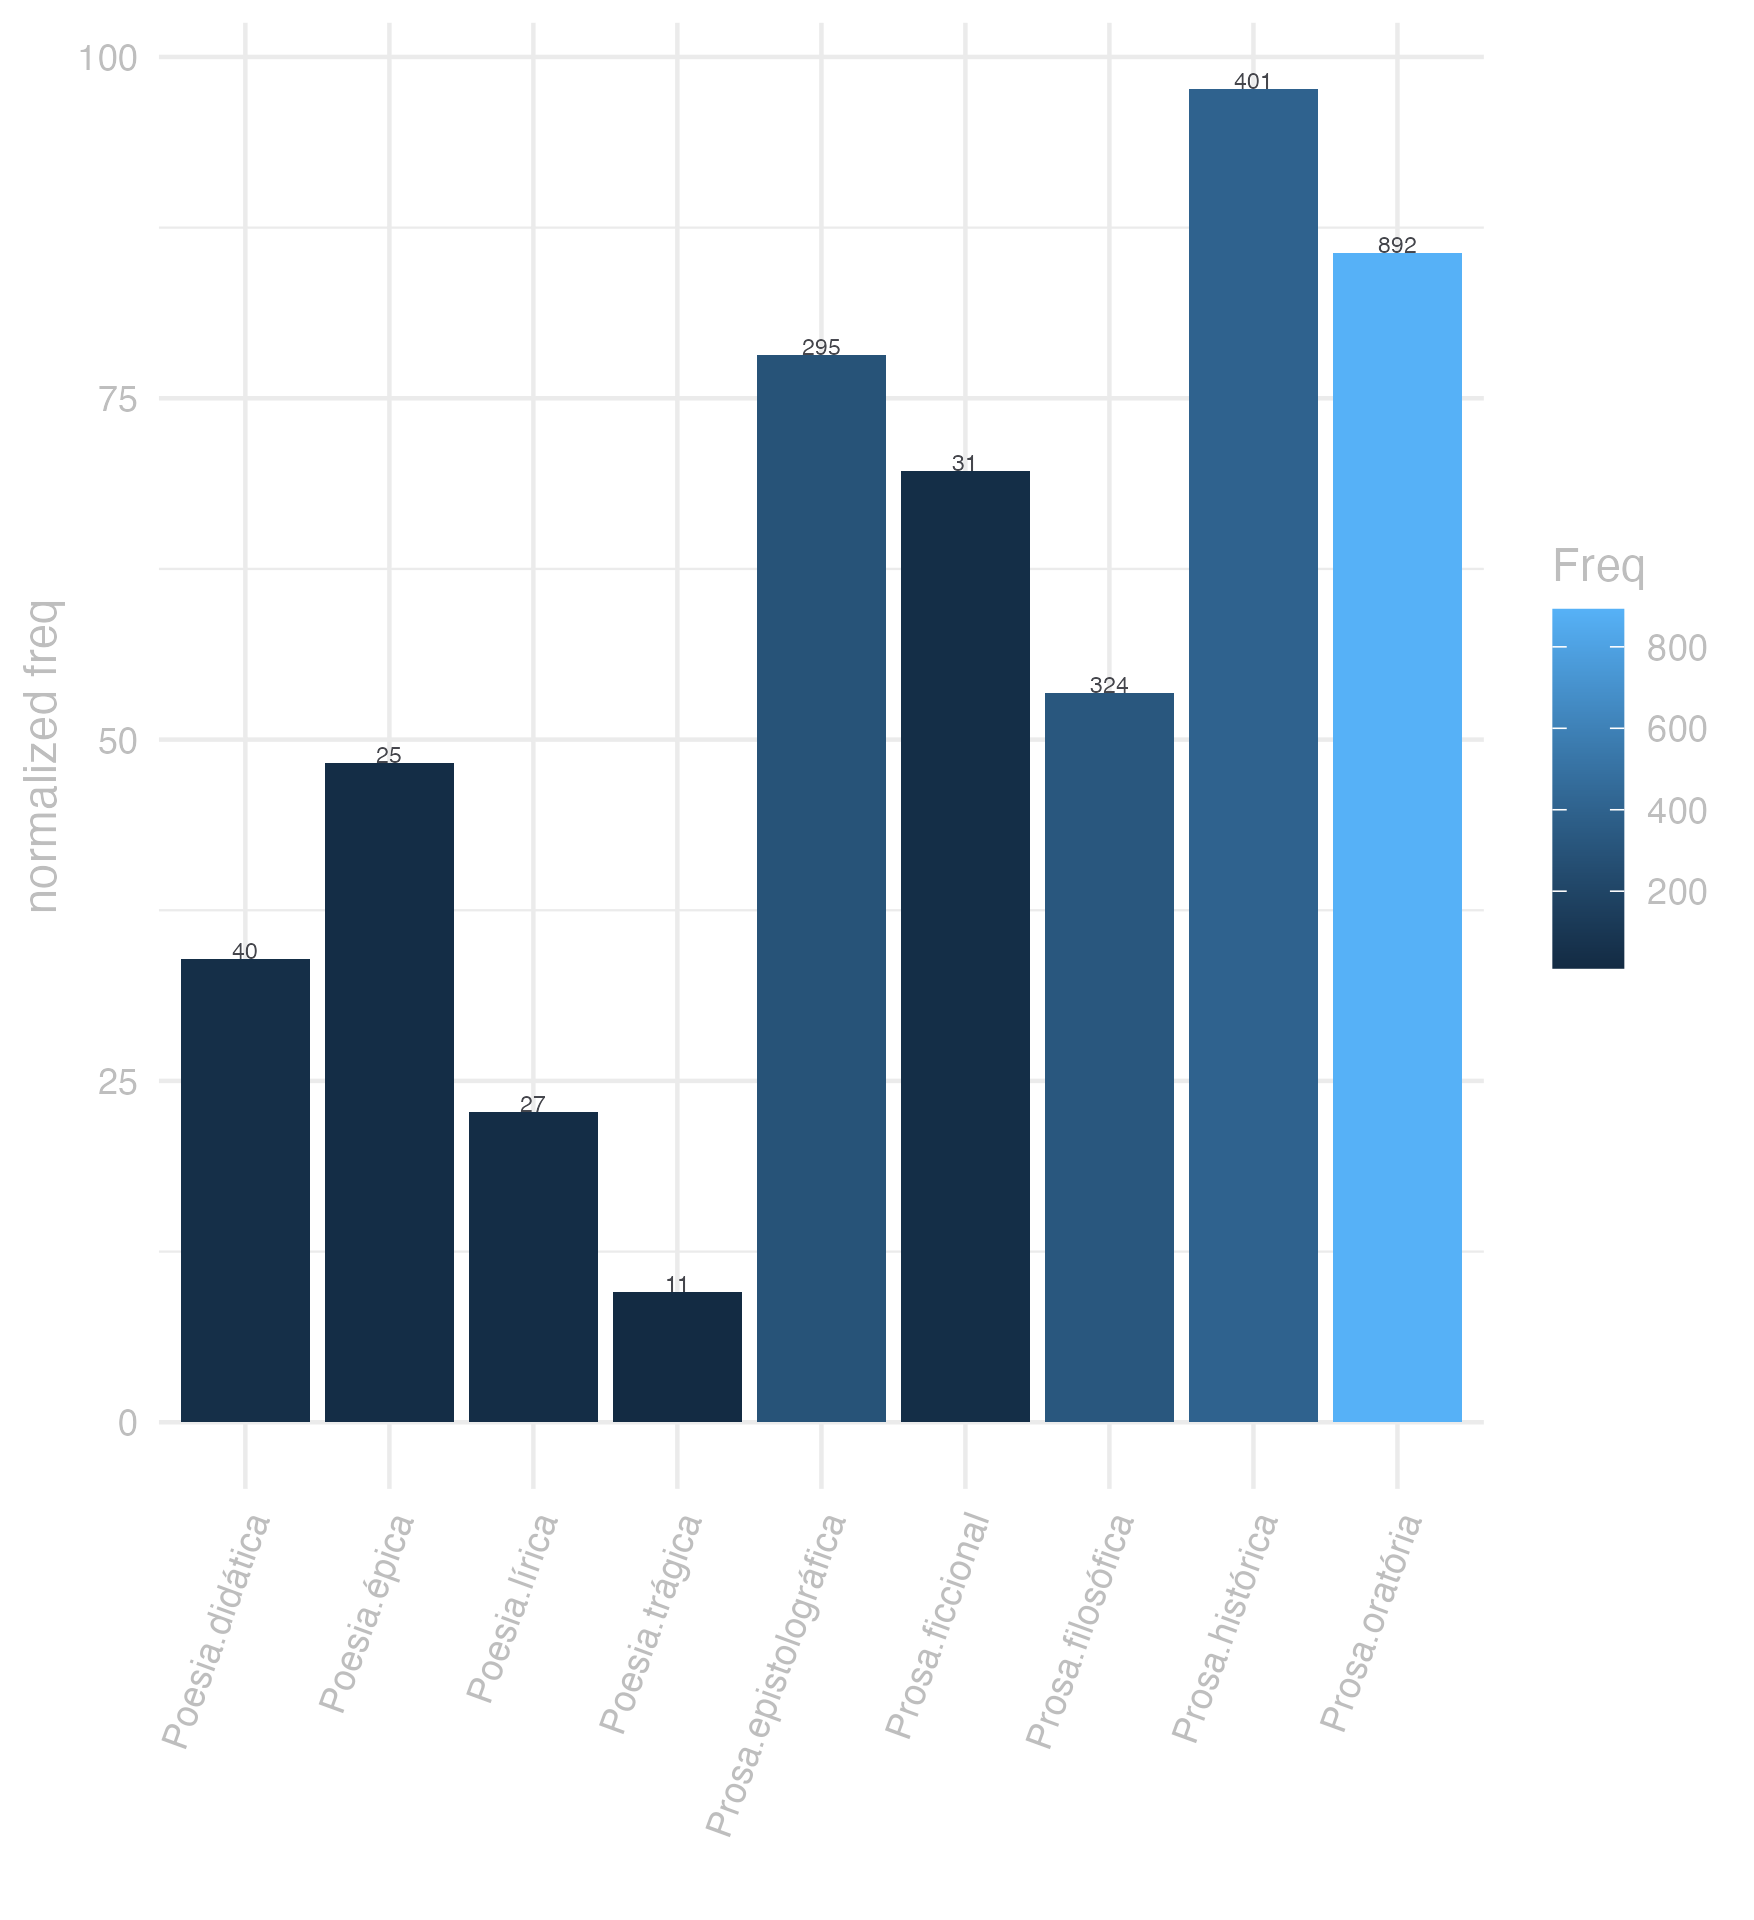 100
75
50
25
0
normalized freq
40
25
27
11
295
31
324
401
892
Poesia.didática
Poesia.épica
Poesia.lírica
Poesia.trágica
Prosa.epistolográfica
Prosa.ficcional
Prosa.filosófica
Prosa.histórica
Prosa.oratória
Freq
800
600
400
200